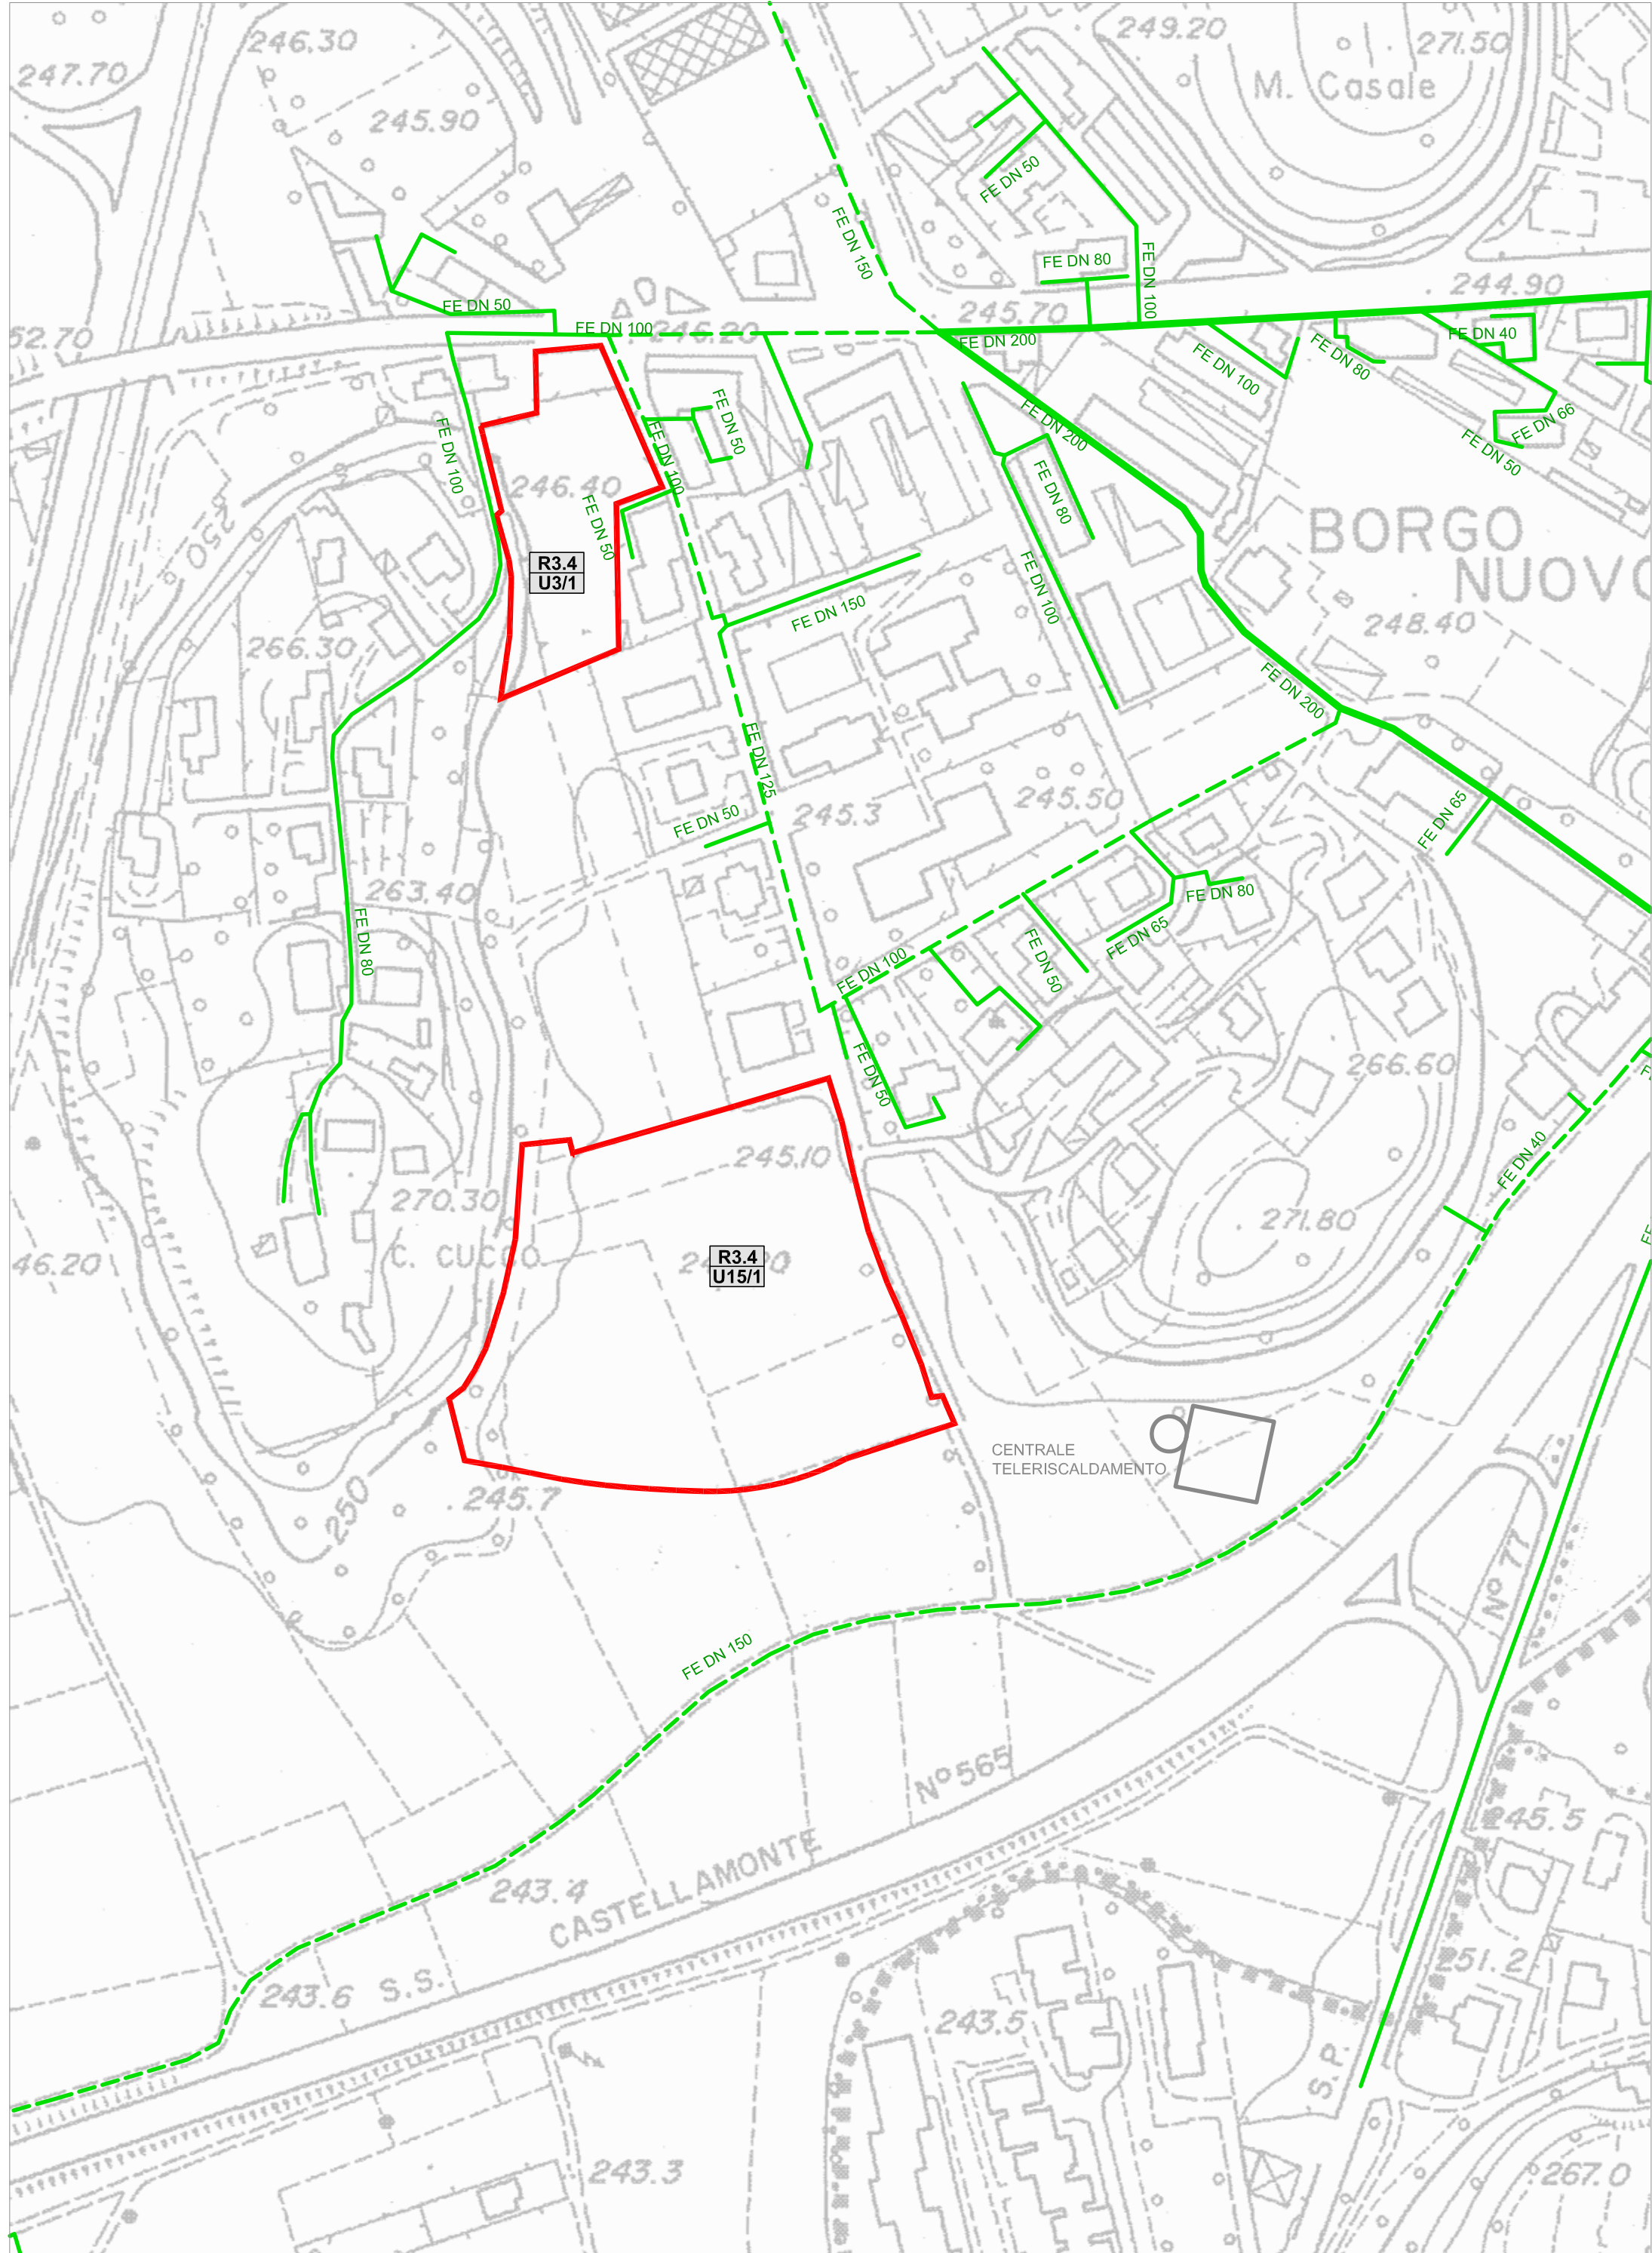 246.30
249.20
271.50
247.70
M. Casale
245.90
FE DN 50
FE DN 150
FE DN 80
FE DN 100
244.90
FE DN 50
245.70
FE DN 100
246.20
52.70
FE DN 200
FE DN 40
FE DN 100
FE DN 80
FE DN 50
FE DN 200
FE DN 66
FE DN 100
FE DN 100
FE DN 50
246.40
FE DN 80
FE DN 50
250
BORGO
NUOVO
R3.4
U3/1
FE DN 100
FE DN 150
248.40
266.30
FE DN 200
FE DN 125
245.50
245.3
FE DN 50
FE DN 65
263.40
FE DN 80
FE DN 80
FE DN 65
FE DN 100
FE DN 50
266.60
FE DN 50
245.10
FE DN 40
270.30
271.80
FE
C. CUCCO
R3.4
U15/1
46.20
CENTRALE
TELERISCALDAMENTO
245.7
250
N° 77
FE DN 150
N° 565
245.5
243.4
CASTELLAMONTE
251.2
243.6
S.S.
243.5
S.P.
243.3
267.0